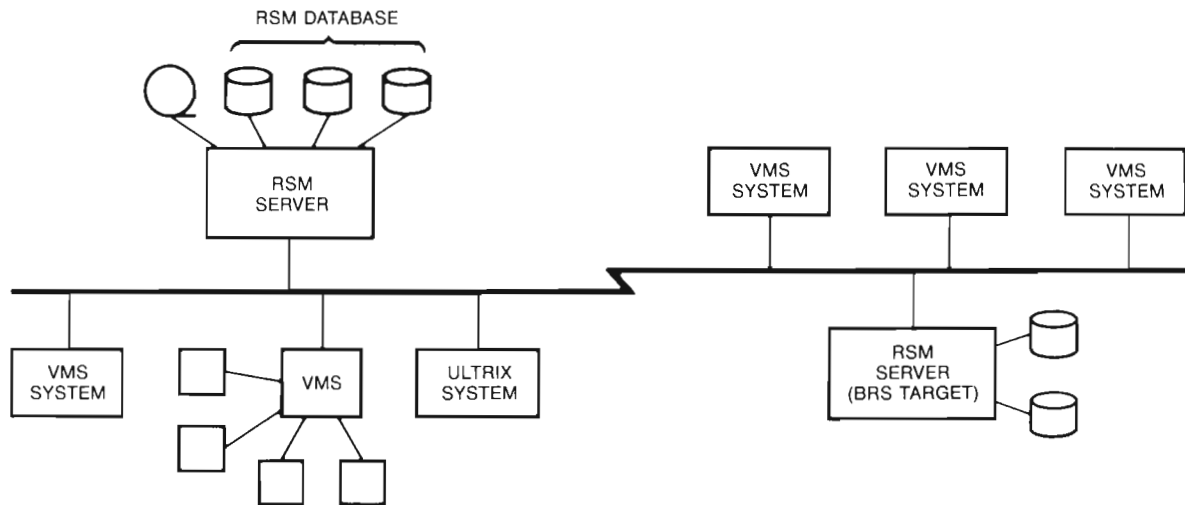 RSM DATABASE
RSM
SERVER
VMS
SYSTEM
VMS
SYSTEM
VMS
SYSTEM
VMS
SYSTEM
VMS
ULTRIX
SYSTEM
RSM
SERVER
(BRS TARGET)